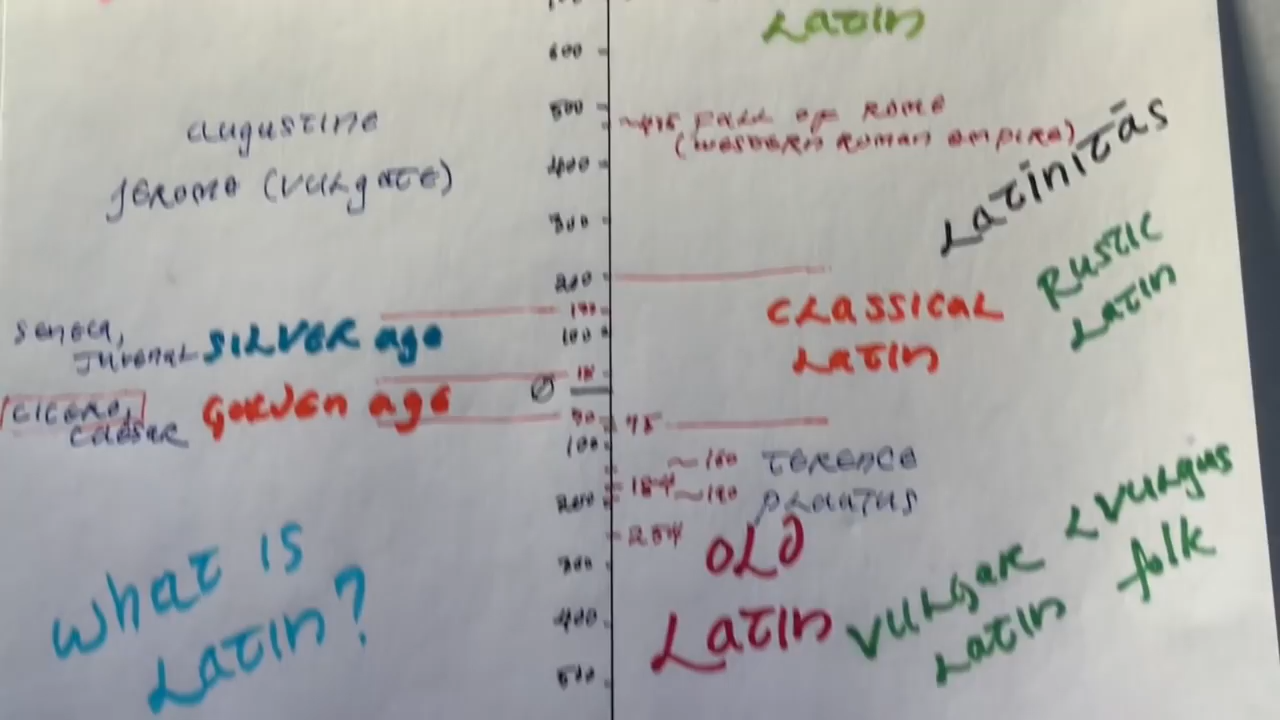 LATIN
600
500
~476 FALL OF ROME
(WESTERN ROMAN EMPIRE)
augustine
400
JEROME (VULGATE)
LATINITĀS
300
200
RUSTIC
LATIN
CLASSICAL
LATIN
seneca,
JUVENAL
SILVER age
100
18
Ø
CICERO,
CAESAR
GOLDEN age
75
100
~160 TERENCE
184
~190 PLAUTUS
200
254
OLD
LATIN
300
400
500
WHAT IS
LATIN?
VULGAR
LATIN
< VULGUS
folk